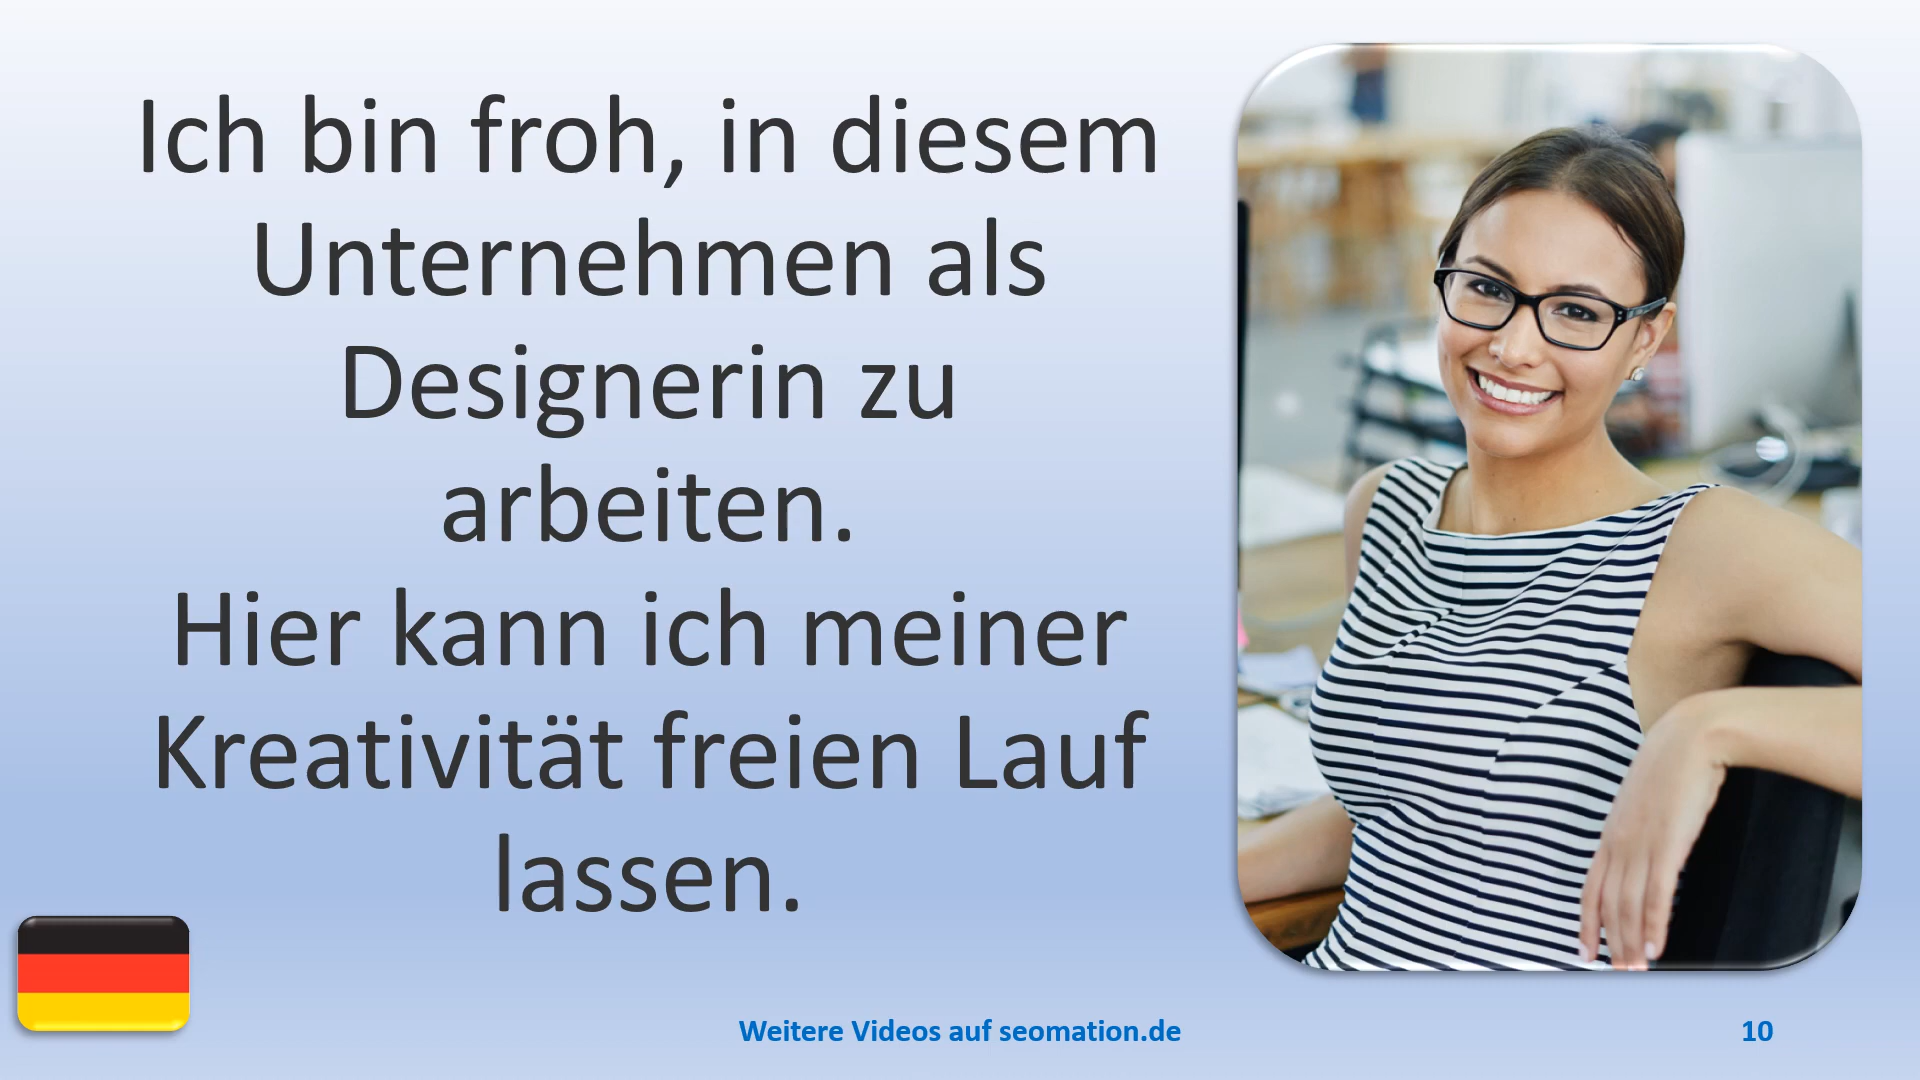 Ich bin froh, in diesem
Unternehmen als
Designerin zu
arbeiten.
Hier kann ich meiner
Kreativität freien Lauf
lassen.
Weitere Videos auf seomation.de
10